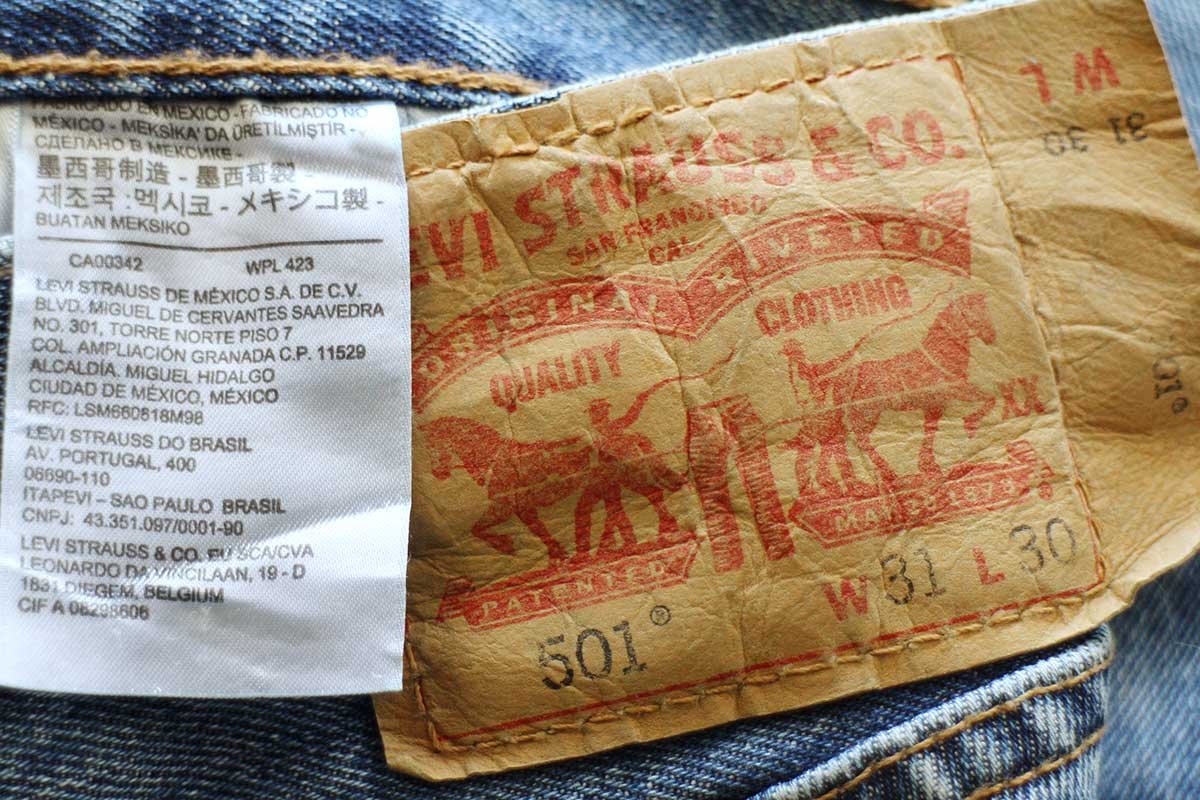 FABRICADO EN MEXICO - FABRICADO NO
MÉXICO - MEKSİKA' DA ÜRETİLMİŞTİR -
СДЕЛАНО В МЕКСИКЕ -
墨西哥制造 - 墨西哥製 -
제조국 :멕시코 - メキシコ製 -
BUATAN MEKSIKO
CA00342 WPL 423
LEVI STRAUSS DE MÉXICO S.A. DE C.V.
BLVD. MIGUEL DE CERVANTES SAAVEDRA
NO. 301, TORRE NORTE PISO 7
COL. AMPLIACIÓN GRANADA C.P. 11529
ALCALDÍA. MIGUEL HIDALGO
CIUDAD DE MÉXICO, MÉXICO
RFC: LSM660618M98
LEVI STRAUSS DO BRASIL
AV. PORTUGAL, 400
06690-110
ITAPEVI – SAO PAULO BRASIL
CNPJ: 43.351.097/0001-90
LEVI STRAUSS & CO. EU SCA/CVA
LEONARDO DA VINCILAAN, 19 - D
1831 DIEGEM, BELGIUM
CIF A 06298606
LEVI STRAUSS & CO.
SAN FRANCISCO
CAL
ORIGINAL RIVETED
QUALITY CLOTHING
XX
PATENTED MAY 20 1873
501® W 31 L 30
W L
31 30
501®